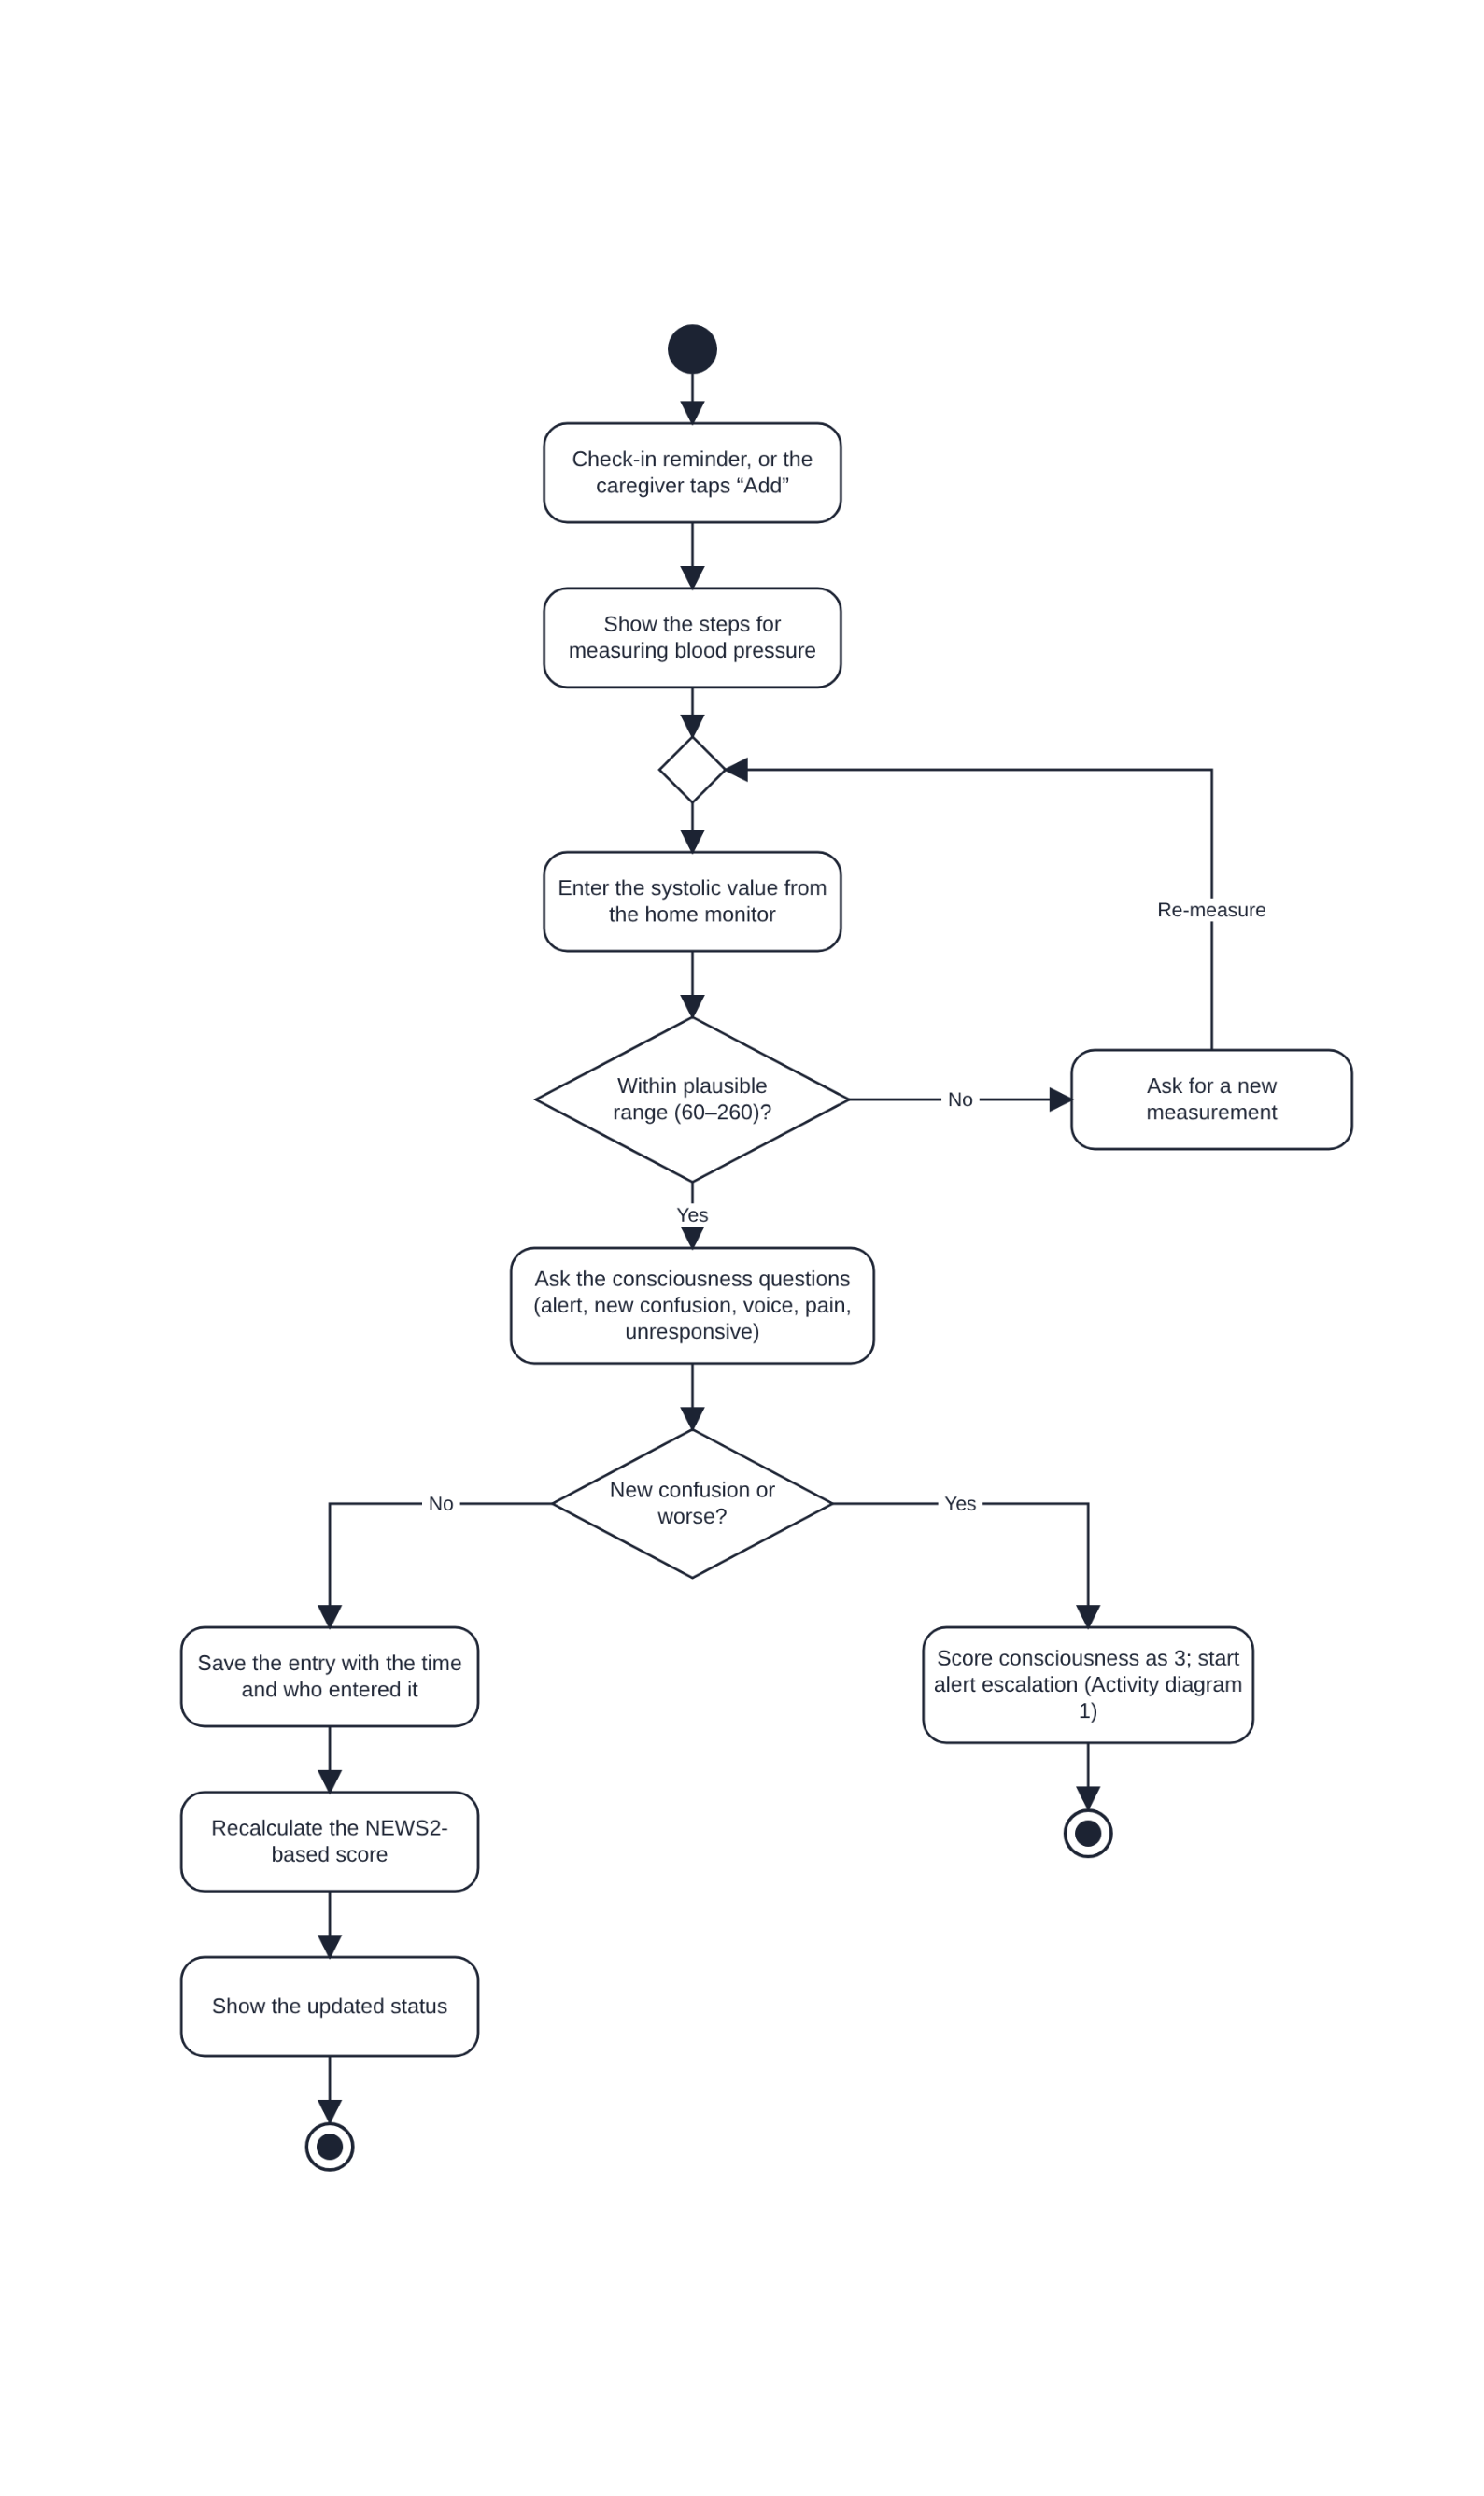 Check-in reminder, or the
caregiver taps “Add”
Show the steps for
measuring blood pressure
Enter the systolic value from
the home monitor
Re-measure
Within plausible
range (60–260)?
No
Ask for a new
measurement
Yes
Ask the consciousness questions
(alert, new confusion, voice, pain,
unresponsive)
New confusion or
worse?
No
Yes
Save the entry with the time
and who entered it
Score consciousness as 3; start
alert escalation (Activity diagram
1)
Recalculate the NEWS2-
based score
Show the updated status